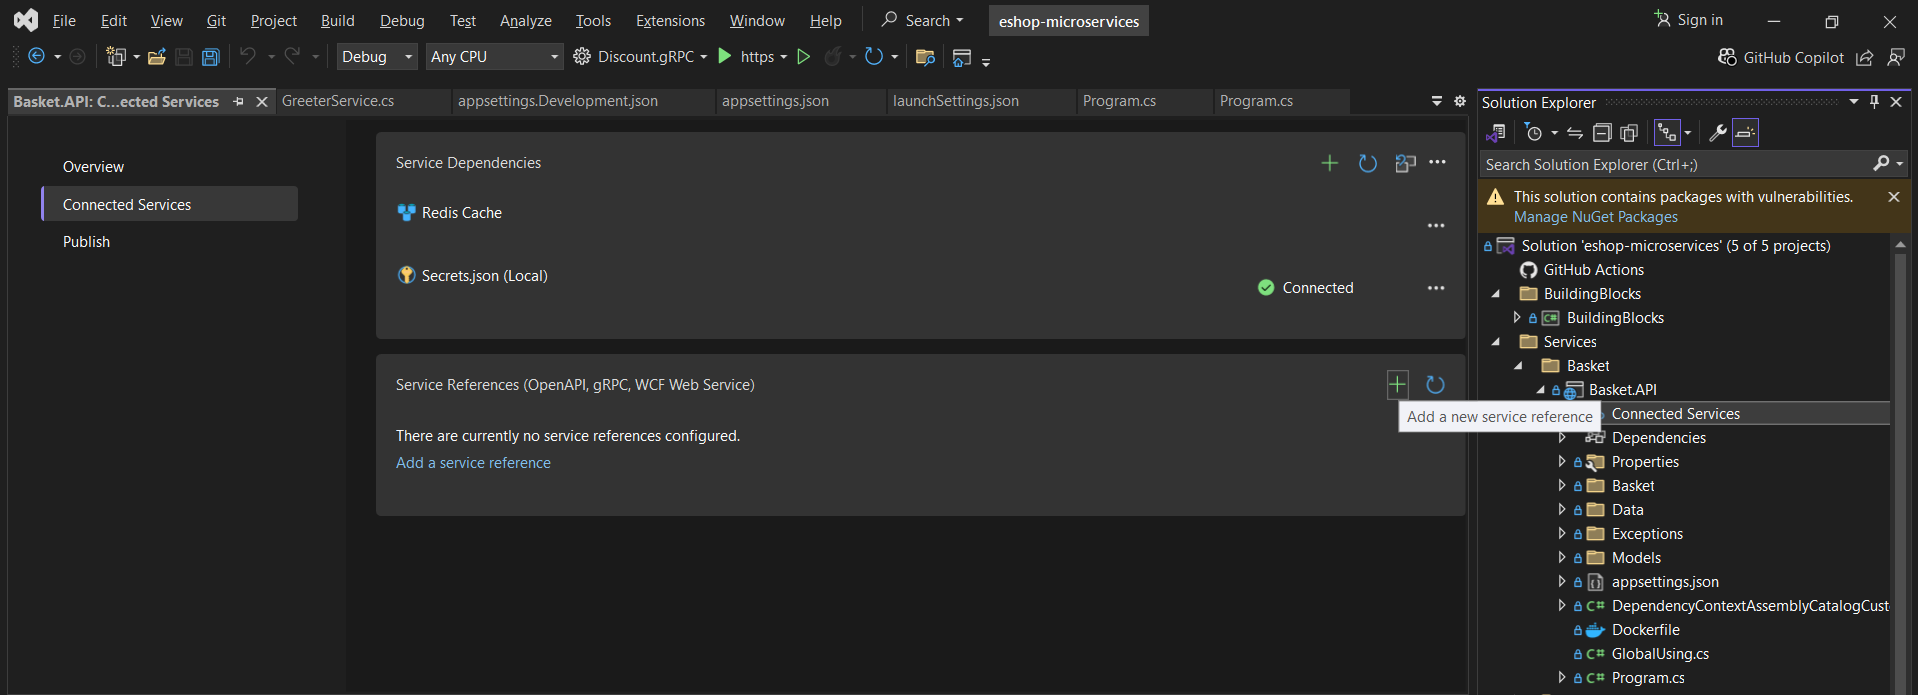 File Edit View Git Project Build Debug Test Analyze Tools Extensions Window Help Search eshop-microservices Sign in
Debug Any CPU Discount.gRPC https GitHub Copilot
Basket.API: C...ected Services GreeterService.cs appsettings.Development.json appsettings.json launchSettings.json Program.cs Program.cs
Overview
Connected Services
Publish
Service Dependencies
Redis Cache
Secrets.json (Local)
Connected
Service References (OpenAPI, gRPC, WCF Web Service)
Add a new service reference
There are currently no service references configured.
Add a service reference
Solution Explorer
Search Solution Explorer (Ctrl+;)
This solution contains packages with vulnerabilities.
Manage NuGet Packages
Solution 'eshop-microservices' (5 of 5 projects)
GitHub Actions
BuildingBlocks
C# BuildingBlocks
Services
Basket
Basket.API
Connected Services
Dependencies
Properties
Basket
Data
Exceptions
Models
appsettings.json
C# DependencyContextAssemblyCatalogCust
Dockerfile
C# GlobalUsing.cs
C# Program.cs